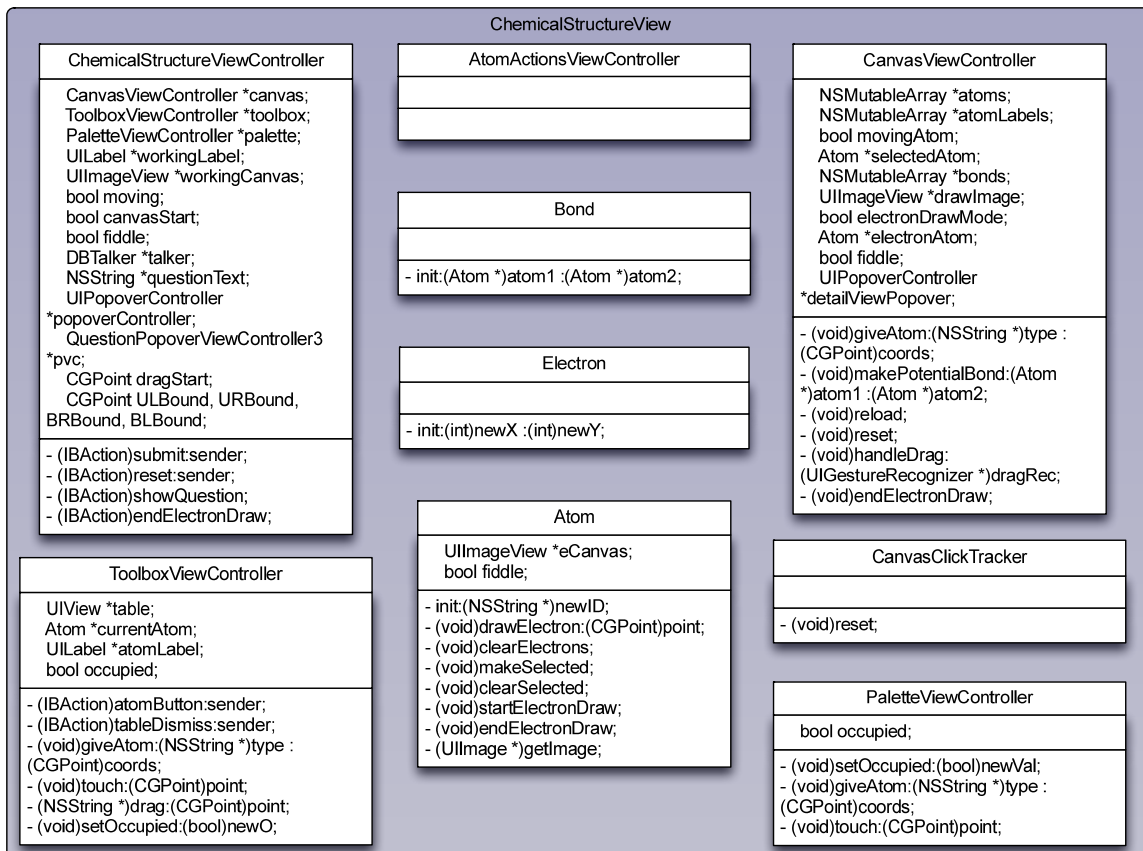 ChemicalStructureView
ChemicalStructureViewController
CanvasViewController *canvas;
ToolboxViewController *toolbox;
PaletteViewController *palette;
UILabel *workingLabel;
UIImageView *workingCanvas;
bool moving;
bool canvasStart;
bool fiddle;
DBTalker *talker;
NSString *questionText;
UIPopoverController
*popoverController;
QuestionPopoverViewController3
*pvc;
CGPoint dragStart;
CGPoint ULBound, URBound,
BRBound, BLBound;
- (IBAction)submit:sender;
- (IBAction)reset:sender;
- (IBAction)showQuestion;
- (IBAction)endElectronDraw;
ToolboxViewController
UIView *table;
Atom *currentAtom;
UILabel *atomLabel;
bool occupied;
- (IBAction)atomButton:sender;
- (IBAction)tableDismiss:sender;
- (void)giveAtom:(NSString *)type :
(CGPoint)coords;
- (void)touch:(CGPoint)point;
- (NSString *)drag:(CGPoint)point;
- (void)setOccupied:(bool)newO;
AtomActionsViewController
Bond
- init:(Atom *)atom1 :(Atom *)atom2;
Electron
- init:(int)newX :(int)newY;
Atom
UIImageView *eCanvas;
bool fiddle;
- init:(NSString *)newID;
- (void)drawElectron:(CGPoint)point;
- (void)clearElectrons;
- (void)makeSelected;
- (void)clearSelected;
- (void)startElectronDraw;
- (void)endElectronDraw;
- (UIImage *)getImage;
CanvasViewController
NSMutableArray *atoms;
NSMutableArray *atomLabels;
bool movingAtom;
Atom *selectedAtom;
NSMutableArray *bonds;
UIImageView *drawImage;
bool electronDrawMode;
Atom *electronAtom;
bool fiddle;
UIPopoverController
*detailViewPopover;
- (void)giveAtom:(NSString *)type :
(CGPoint)coords;
- (void)makePotentialBond:(Atom
*)atom1 :(Atom *)atom2;
- (void)reload;
- (void)reset;
- (void)handleDrag:
(UIGestureRecognizer *)dragRec;
- (void)endElectronDraw;
CanvasClickTracker
- (void)reset;
PaletteViewController
bool occupied;
- (void)setOccupied:(bool)newVal;
- (void)giveAtom:(NSString *)type :
(CGPoint)coords;
- (void)touch:(CGPoint)point;